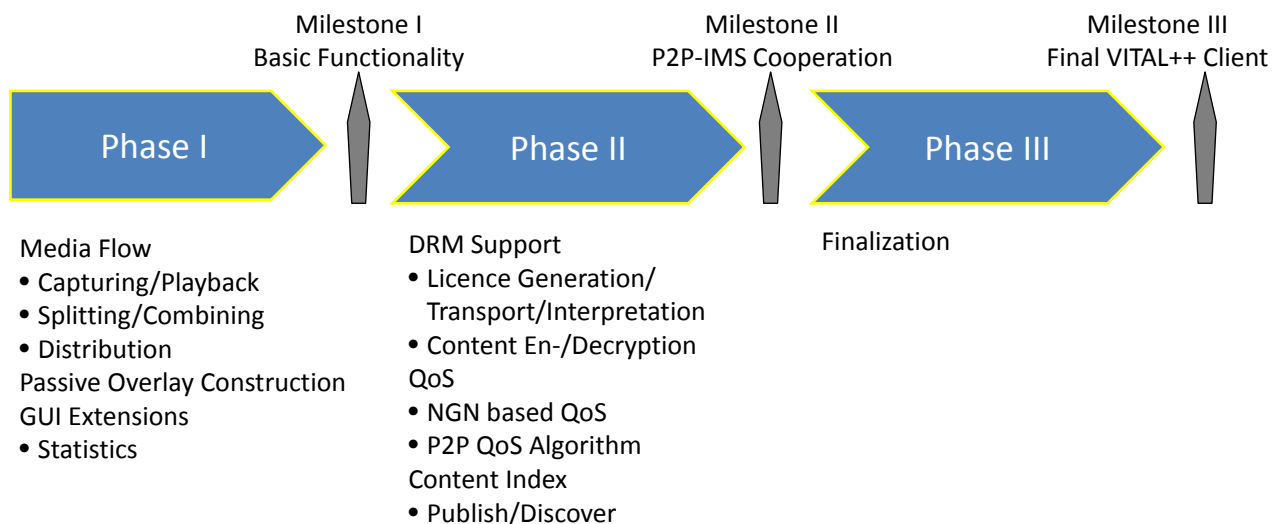 Milestone I
Basic Functionality
Milestone II
P2P-IMS Cooperation
Milestone III
Final VITAL++ Client
Phase I
Phase II
Phase III
Media Flow
• Capturing/Playback
• Splitting/Combining
• Distribution
Passive Overlay Construction
GUI Extensions
• Statistics
DRM Support
• Licence Generation/
Transport/Interpretation
• Content En-/Decryption
QoS
• NGN based QoS
• P2P QoS Algorithm
Content Index
• Publish/Discover
Finalization